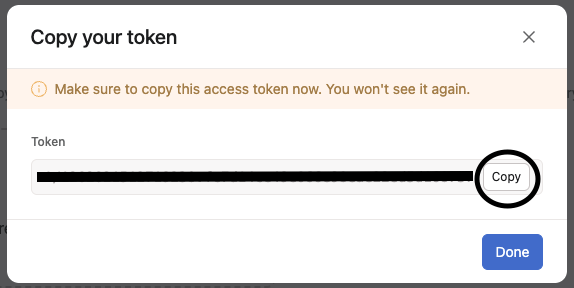 Copy your token
Make sure to copy this access token now. You won't see it again.
Token
Copy
Done